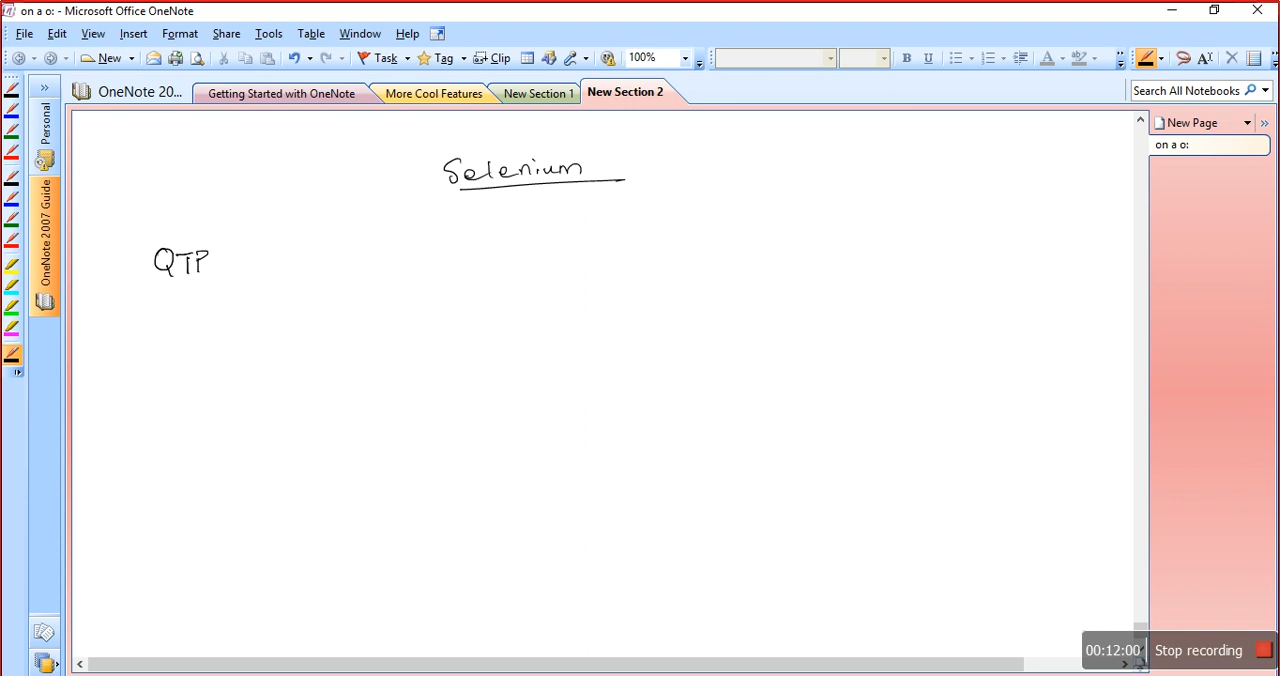 on a o: - Microsoft Office OneNote
File Edit View Insert Format Share Tools Table Window Help
New Task Tag Clip 100% B U A ab
OneNote 20... Getting Started with OneNote More Cool Features New Section 1 New Section 2 Search All Notebooks
Personal
OneNote 2007 Guide
New Page
on a o:
Selenium
QTP
00:12:00 Stop recording